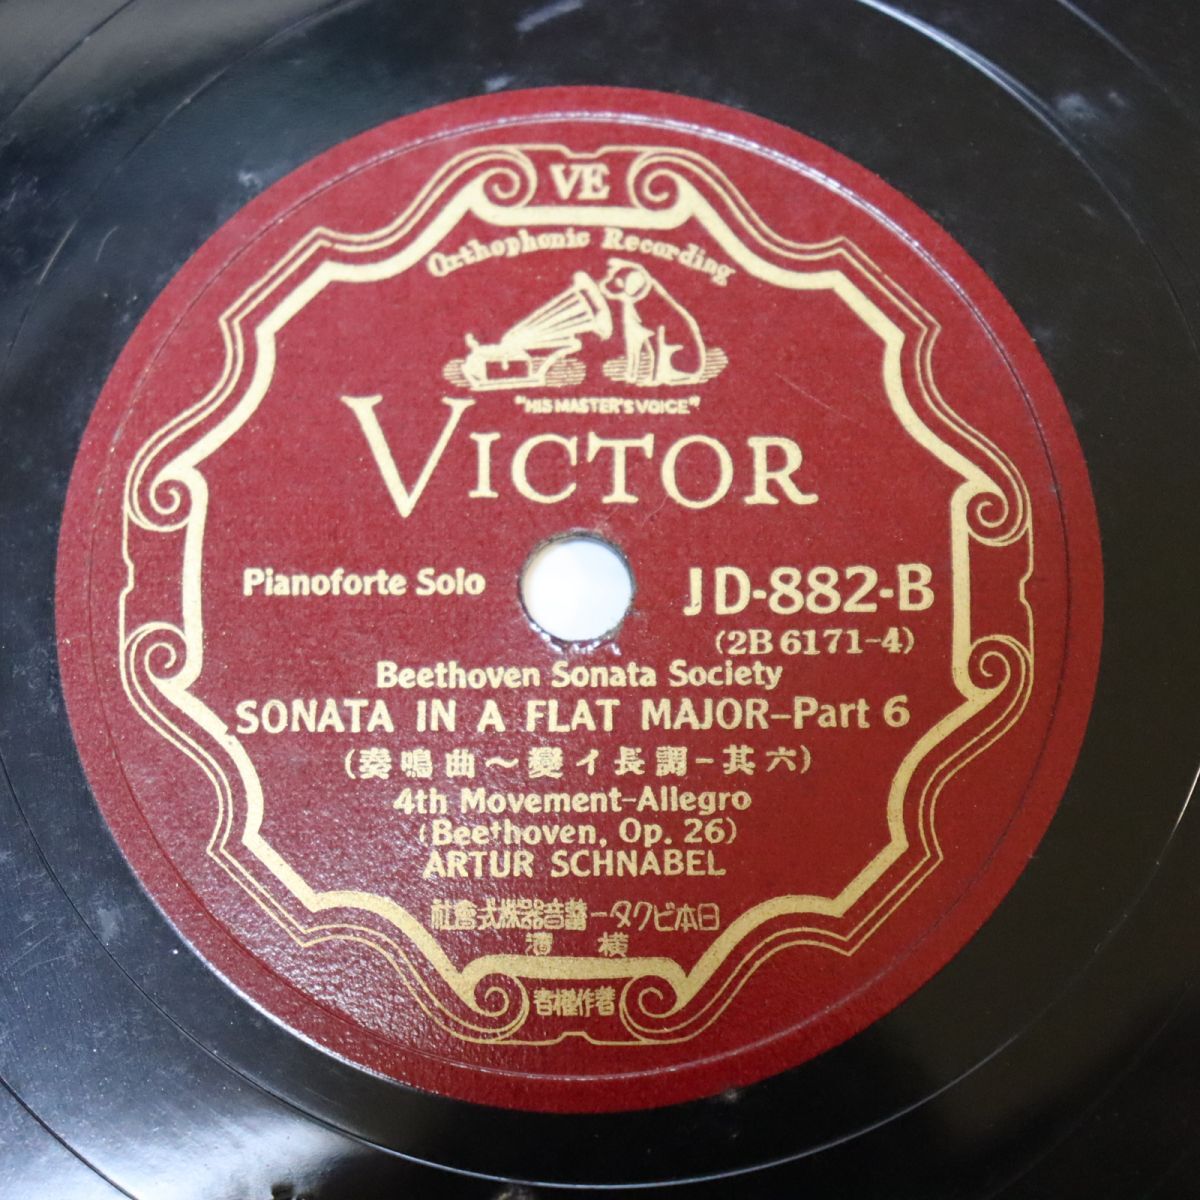 VE
Orthophonic Recording
"HIS MASTER'S VOICE"
VICTOR
Pianoforte Solo
JD-882-B
(2B 6171-4)
Beethoven Sonata Society
SONATA IN A FLAT MAJOR-Part 6
(奏鳴曲～變イ長調-其六)
4th Movement-Allegro
(Beethoven, Op. 26)
ARTUR SCHNABEL
社會式株器音蓄ータクビ本日
濱橫
者權作著